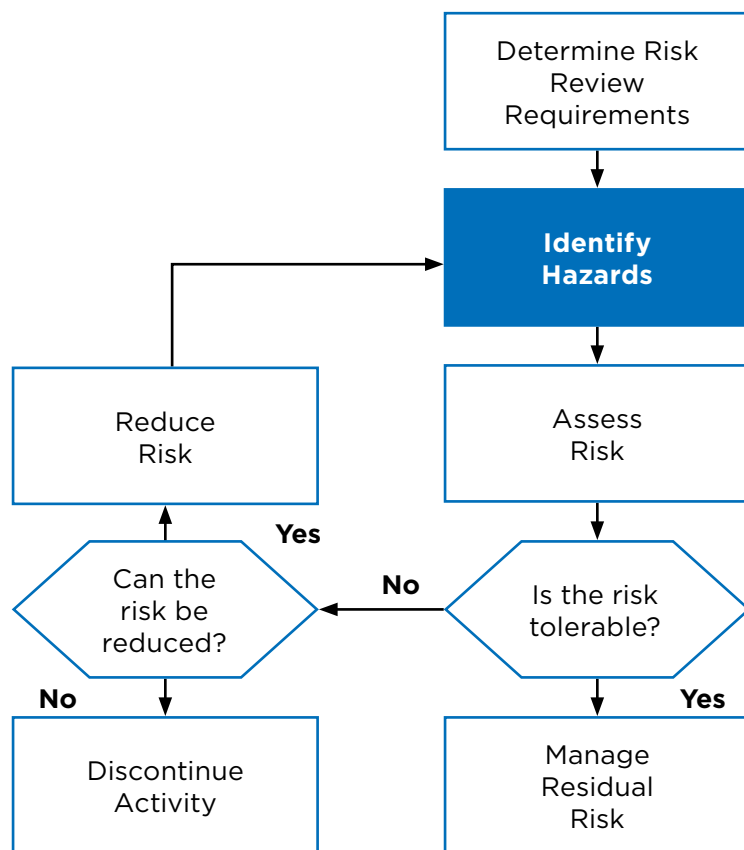 Determine Risk
Review
Requirements
Identify
Hazards
Reduce
Risk
Assess
Risk
Yes
Can the
risk be
reduced?
No
Is the risk
tolerable?
No
Yes
Discontinue
Activity
Manage
Residual
Risk